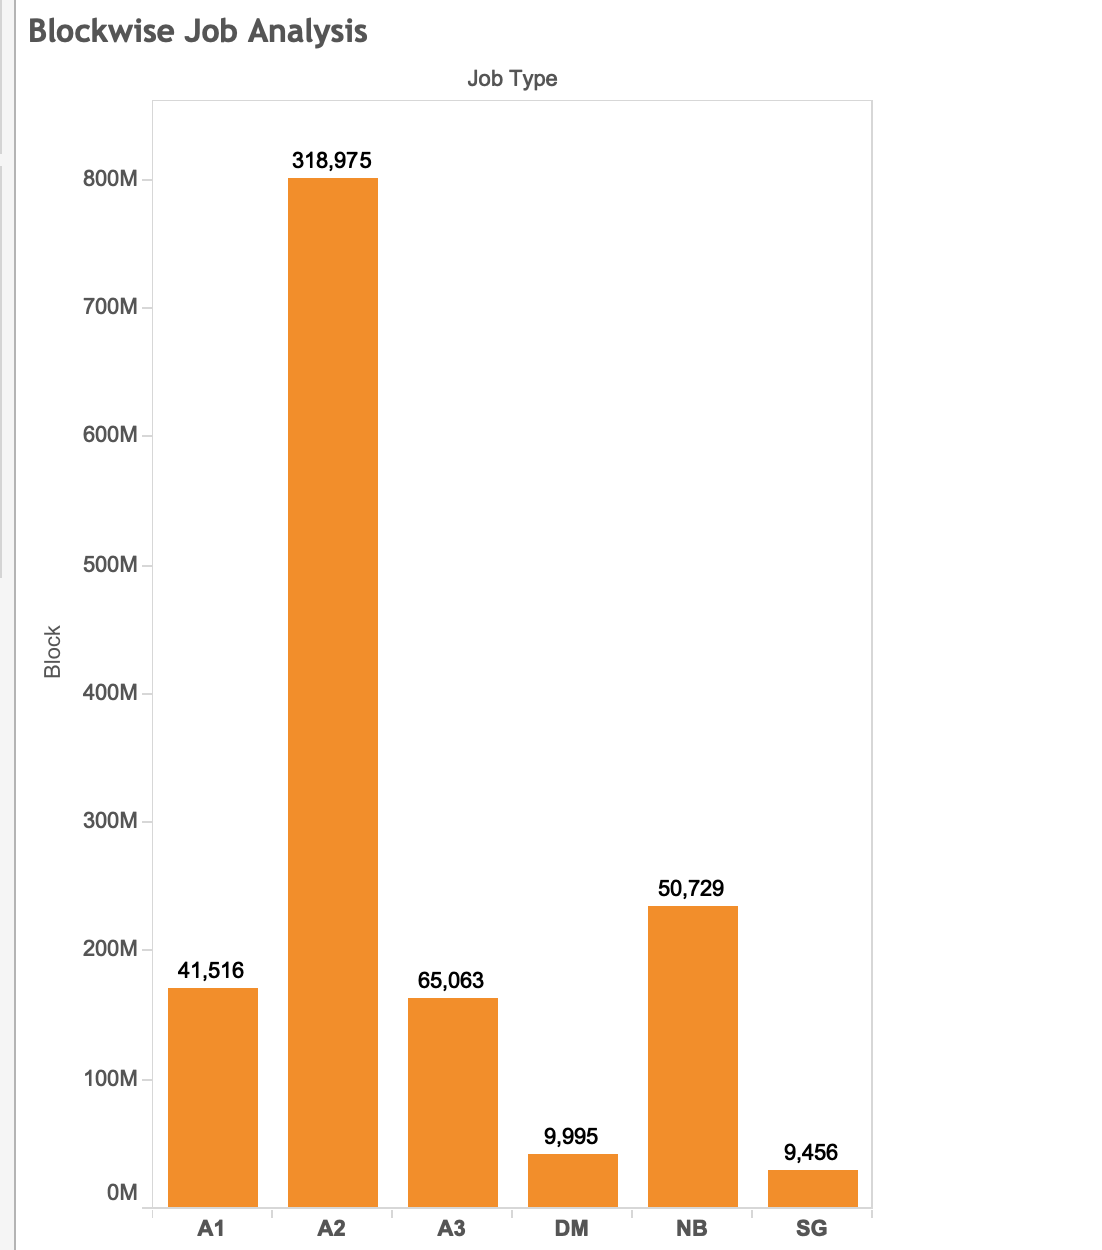 Blockwise Job Analysis
Job Type
318,975
800M
700M
600M
500M
Block
400M
300M
50,729
200M
41,516
65,063
100M
9,995
9,456
0M
A1 A2 A3 DM NB SG